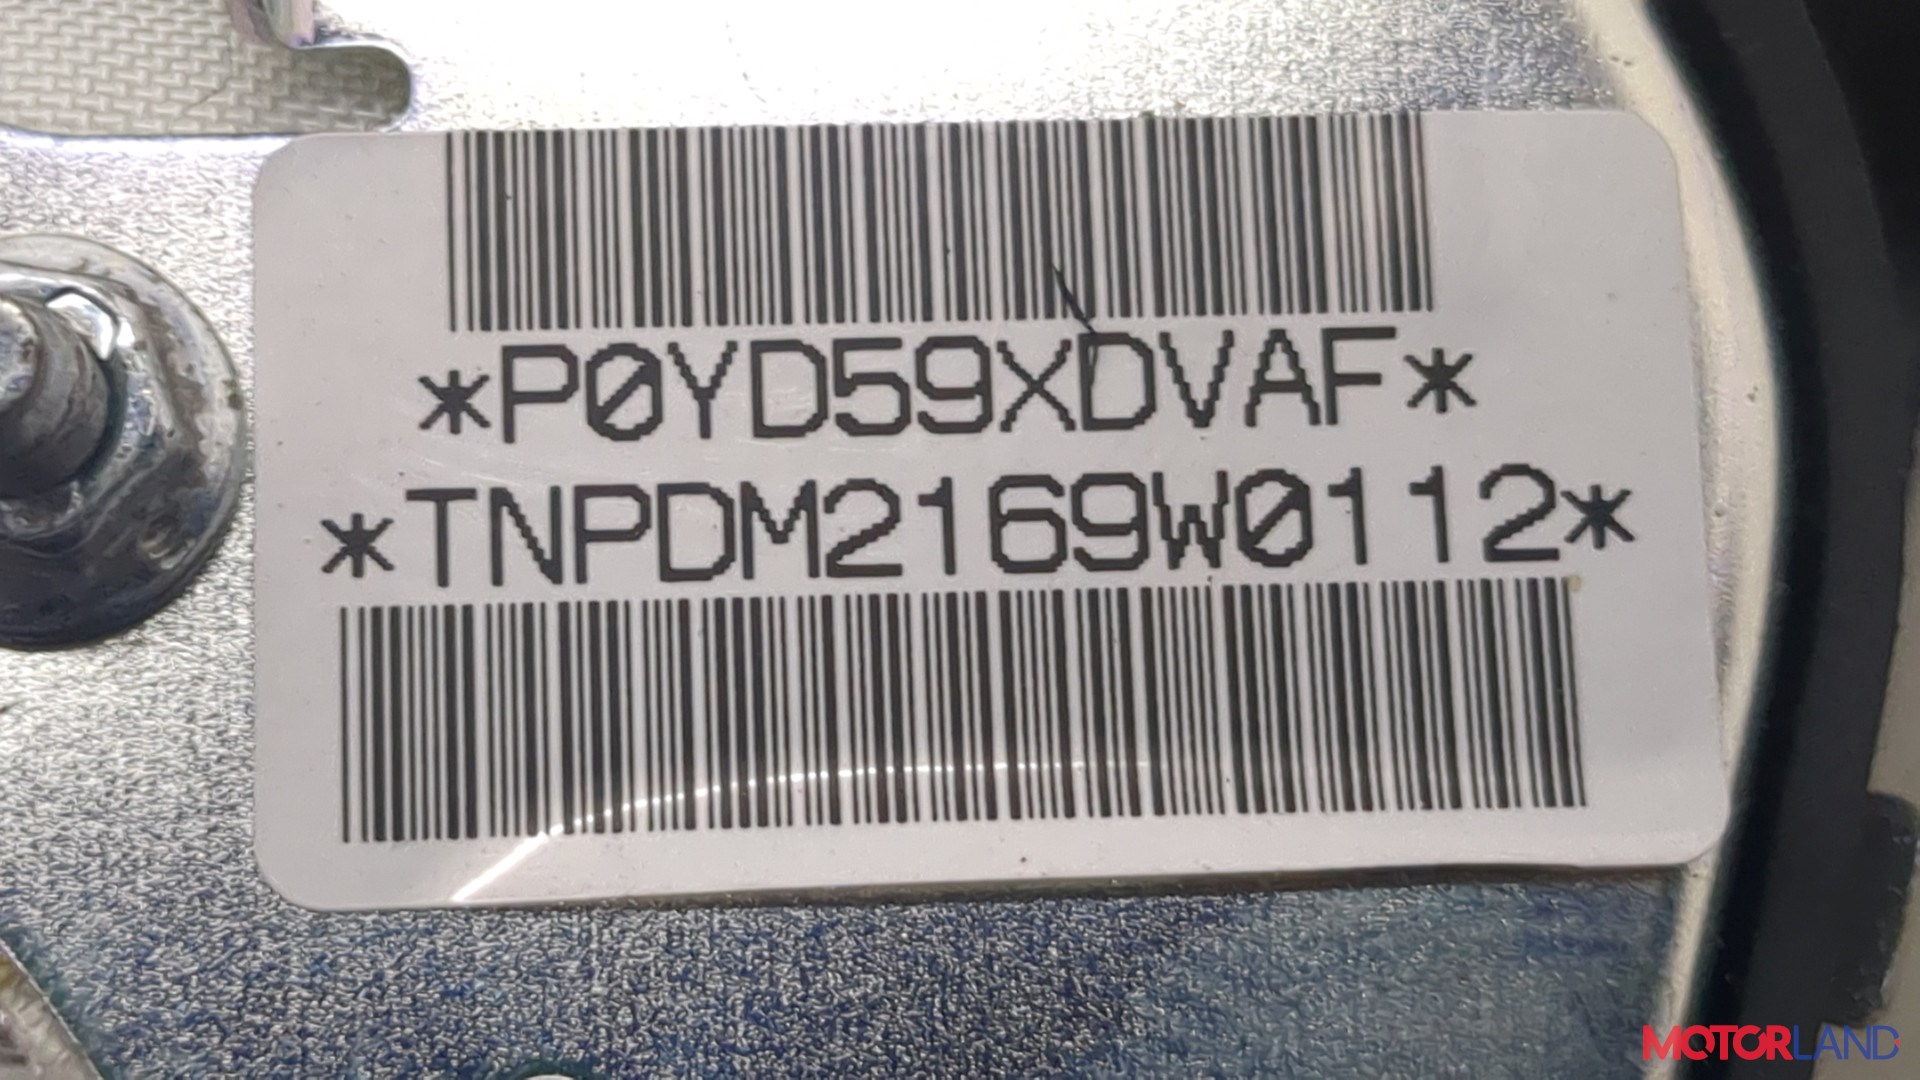 *P0YD59XDVAF*
*TNPDM2169W0112*
MOTORLAND